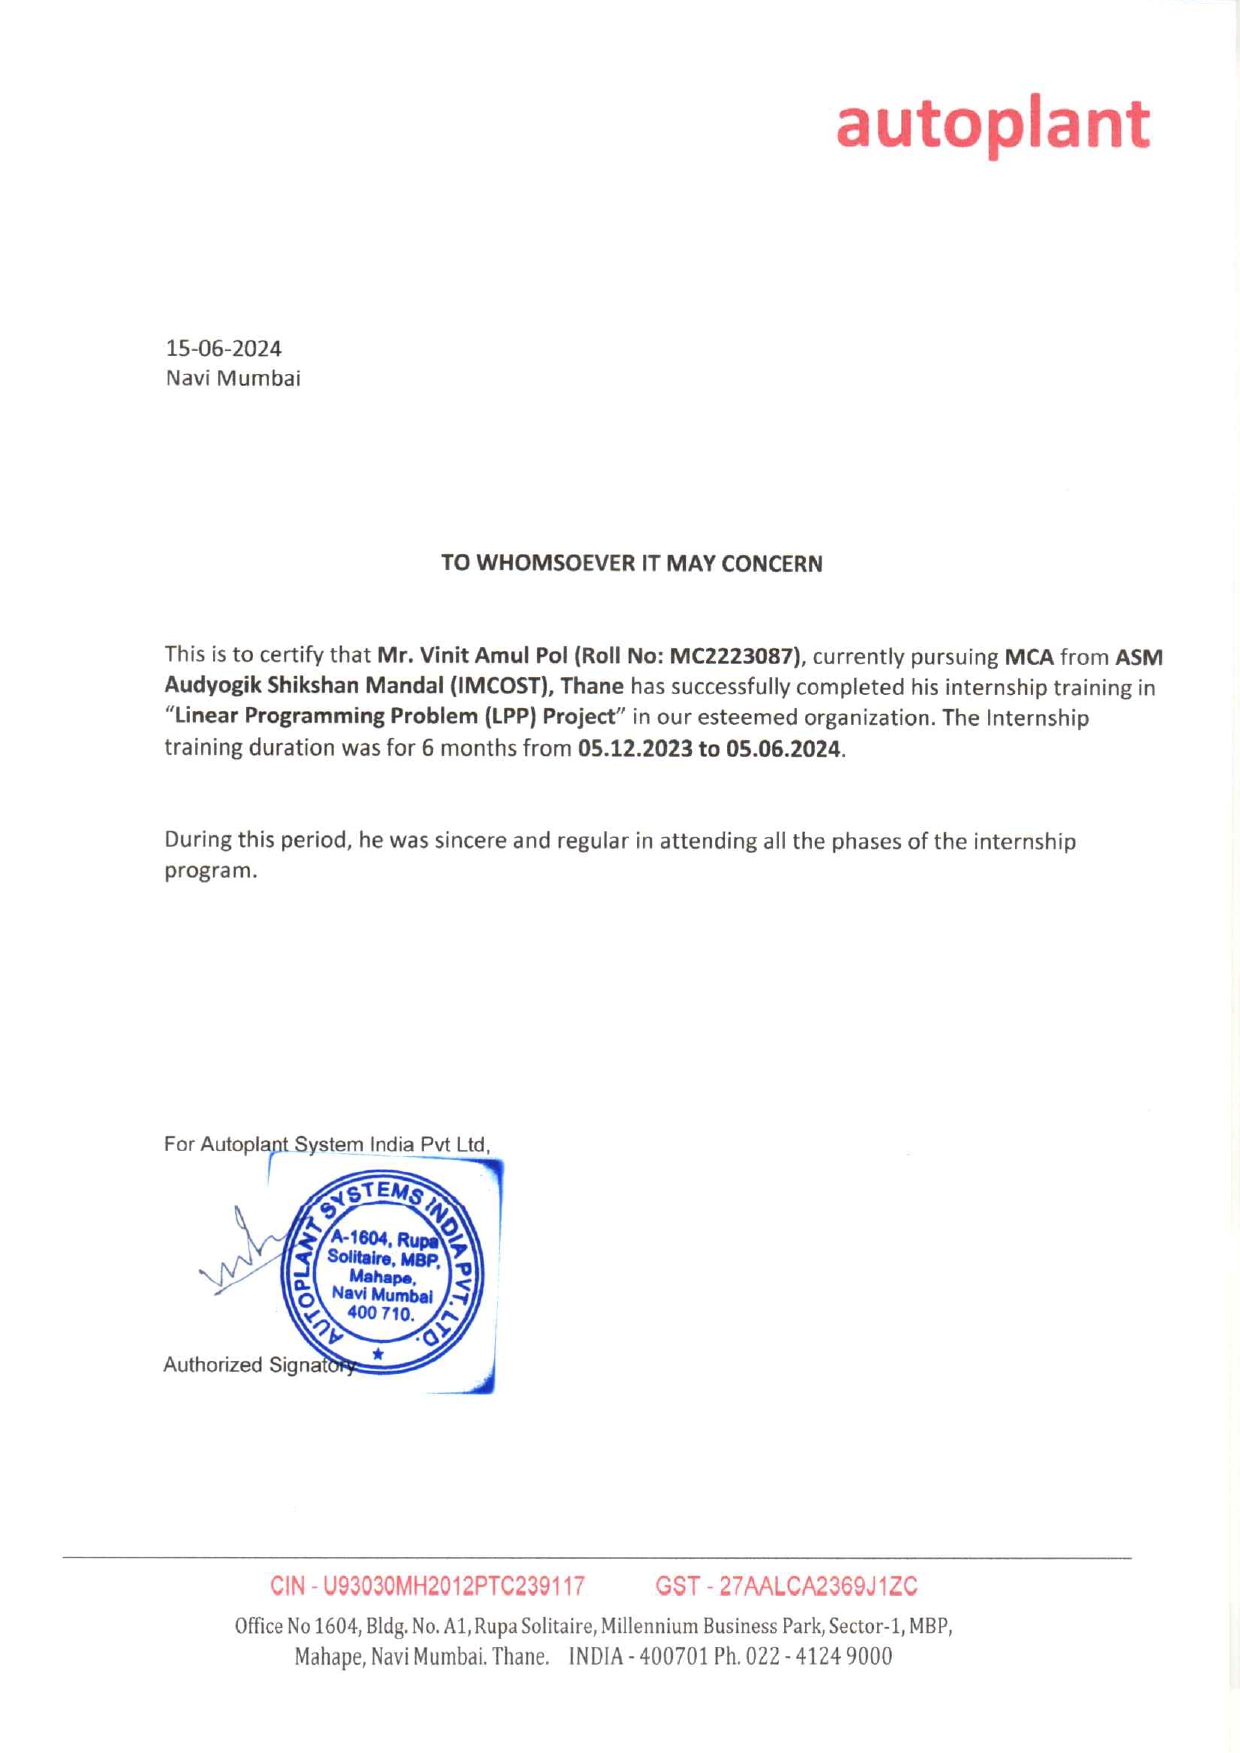 autoplant
15-06-2024
Navi Mumbai
TO WHOMSOEVER IT MAY CONCERN
This is to certify that Mr. Vinit Amul Pol (Roll No: MC2223087), currently pursuing MCA from ASM
Audyogik Shikshan Mandal (IMCOST), Thane has successfully completed his internship training in
“Linear Programming Problem (LPP) Project” in our esteemed organization. The Internship
training duration was for 6 months from 05.12.2023 to 05.06.2024.
During this period, he was sincere and regular in attending all the phases of the internship
program.
For Autoplant System India Pvt Ltd,
AUTOPLANT SYSTEMS INDIA PVT. LTD.
A-1604, Rupa
Solitaire, MBP,
Mahape,
Navi Mumbai
400 710.
Authorized Signatory
CIN - U93030MH2012PTC239117 GST - 27AALCA2369J1ZC
Office No 1604, Bldg. No. A1, Rupa Solitaire, Millennium Business Park, Sector-1, MBP,
Mahape, Navi Mumbai. Thane. INDIA - 400701 Ph. 022 - 4124 9000